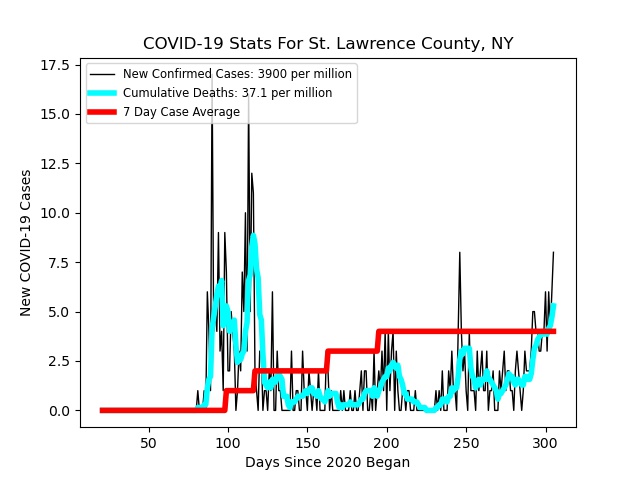 COVID-19 Stats For St. Lawrence County, NY
New Confirmed Cases: 3900 per million
Cumulative Deaths: 37.1 per million
7 Day Case Average
17.5
15.0
12.5
10.0
7.5
5.0
2.5
0.0
New COVID-19 Cases
50 100 150 200 250 300
Days Since 2020 Began